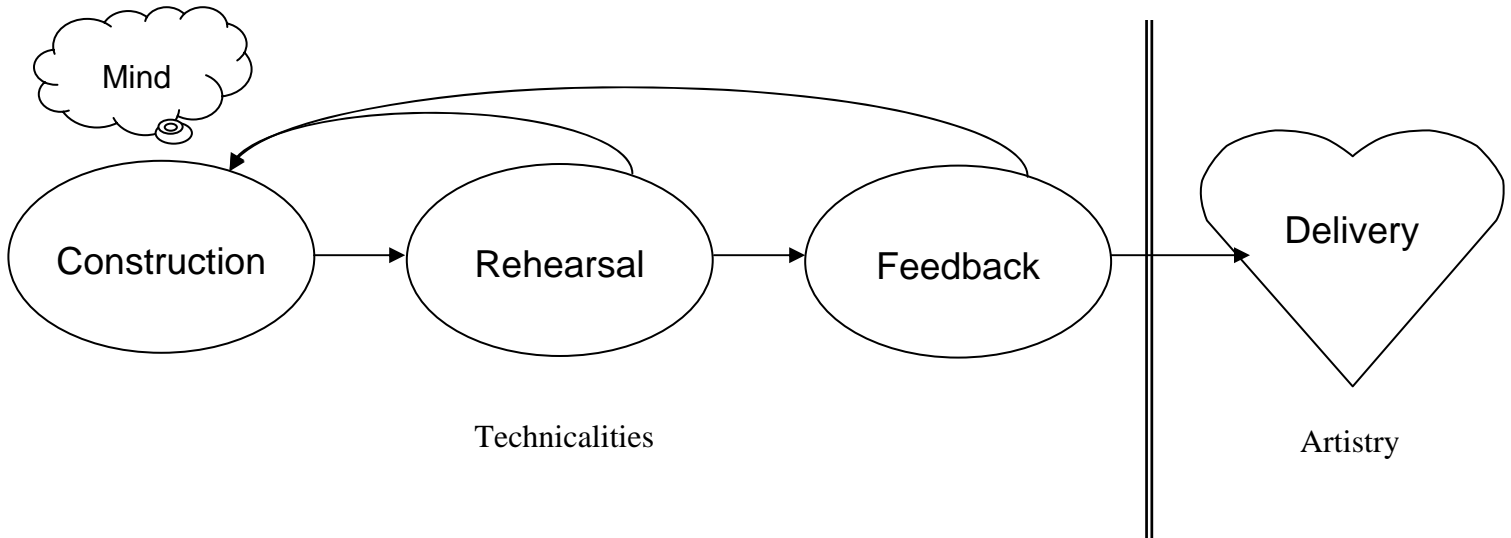 Mind
Construction
Rehearsal
Feedback
Delivery
Technicalities
Artistry